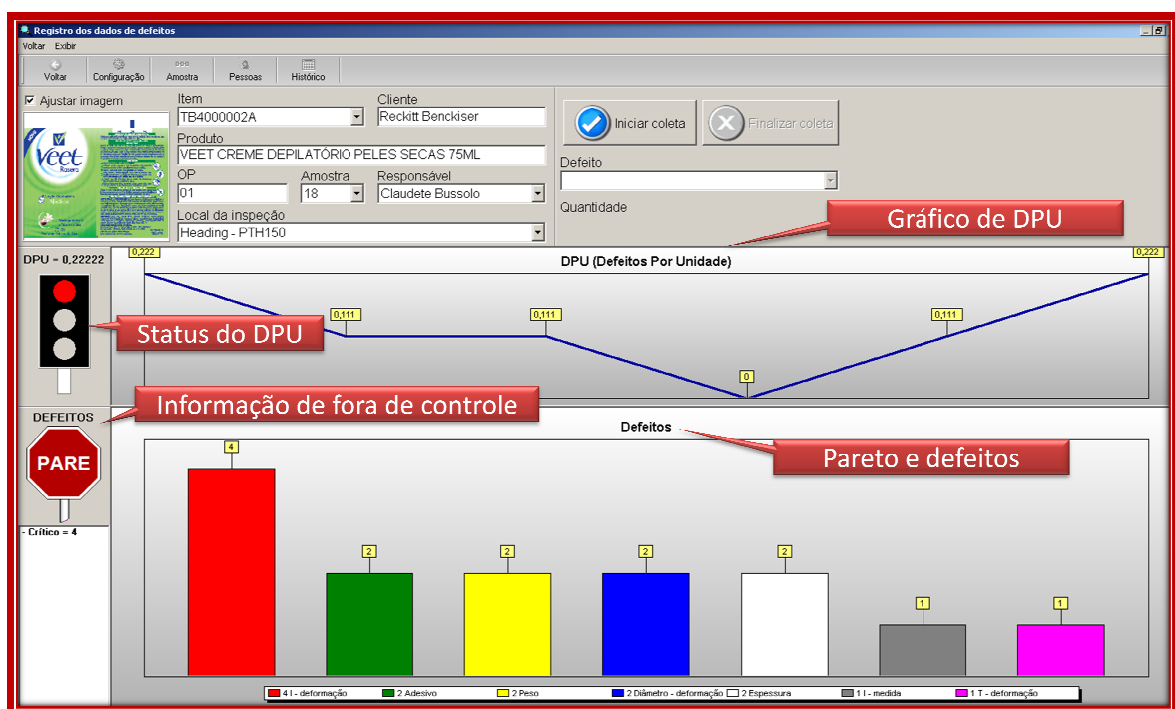 Registro dos dados de defeitos
Voltar Exibir
Voltar Configuração Amostra Pessoas Histórico
Ajustar imagem
Item
TB4000002A
Cliente
Reckitt Benckiser
Produto
VEET CREME DEPILATÓRIO PELES SECAS 75ML
OP
01
Amostra
18
Responsável
Claudete Bussolo
Local da inspeção
Heading - PTH150
Veet
Rasera
Iniciar coleta
Finalizar coleta
Defeito
Quantidade
Gráfico de DPU
DPU = 0,22222
DPU (Defeitos Por Unidade)
0,222
0,111
0,111
0
0,111
0,222
Status do DPU
Informação de fora de controle
DEFEITOS
PARE
- Crítico = 4
Defeitos
Pareto e defeitos
4
2
2
2
2
1
1
4 I - deformação 2 Adesivo 2 Peso 2 Diâmetro - deformação 2 Espessura 1 I - medida 1 T - deformação